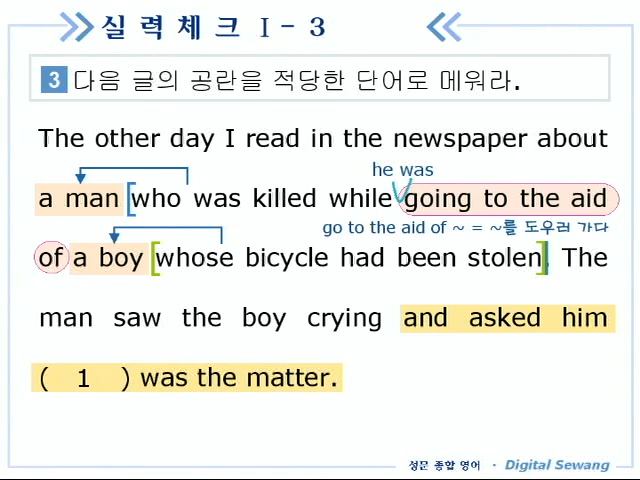 실력체크 Ⅰ-3
3 다음 글의 공란을 적당한 단어로 메워라.
The other day I read in the newspaper about
he was
a man [who was killed while going to the aid
go to the aid of ~ = ~를 도우러 가다
of a boy [whose bicycle had been stolen]. The
man saw the boy crying and asked him
( 1 ) was the matter.
성문 종합 영어 · Digital Sewang